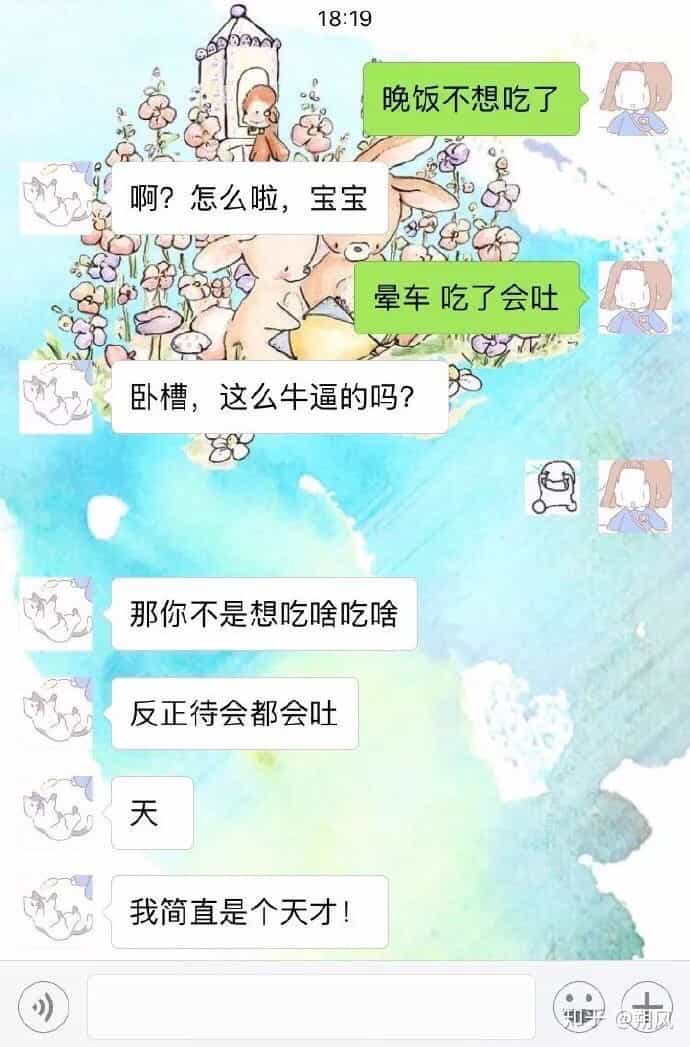 18:19
晚饭不想吃了
啊？怎么啦，宝宝
晕车 吃了会吐
卧槽，这么牛逼的吗？
那你不是想吃啥吃啥
反正待会都会吐
天
我简直是个天才！
知乎 @朔风